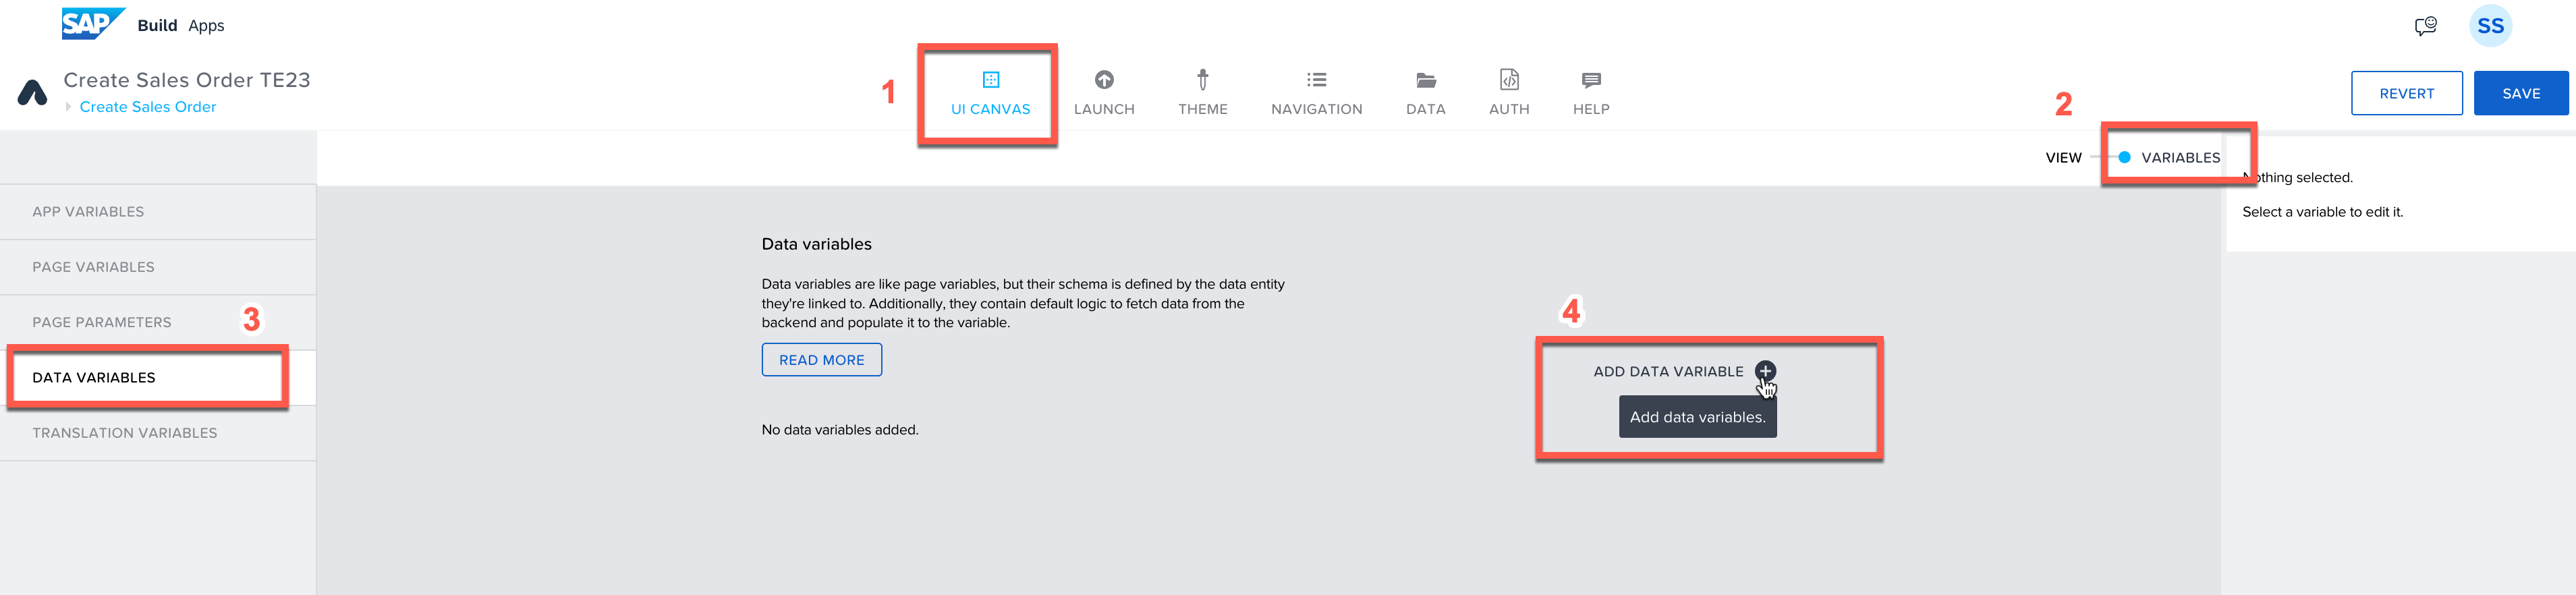 SAP Build Apps
SS
Create Sales Order TE23
Create Sales Order
1
UI CANVAS
LAUNCH
THEME
NAVIGATION
DATA
AUTH
HELP
REVERT
SAVE
2
VIEW
VARIABLES
Nothing selected.
Select a variable to edit it.
APP VARIABLES
PAGE VARIABLES
PAGE PARAMETERS
3
DATA VARIABLES
TRANSLATION VARIABLES
Data variables
Data variables are like page variables, but their schema is defined by the data entity
they're linked to. Additionally, they contain default logic to fetch data from the
backend and populate it to the variable.
READ MORE
No data variables added.
4
ADD DATA VARIABLE
Add data variables.